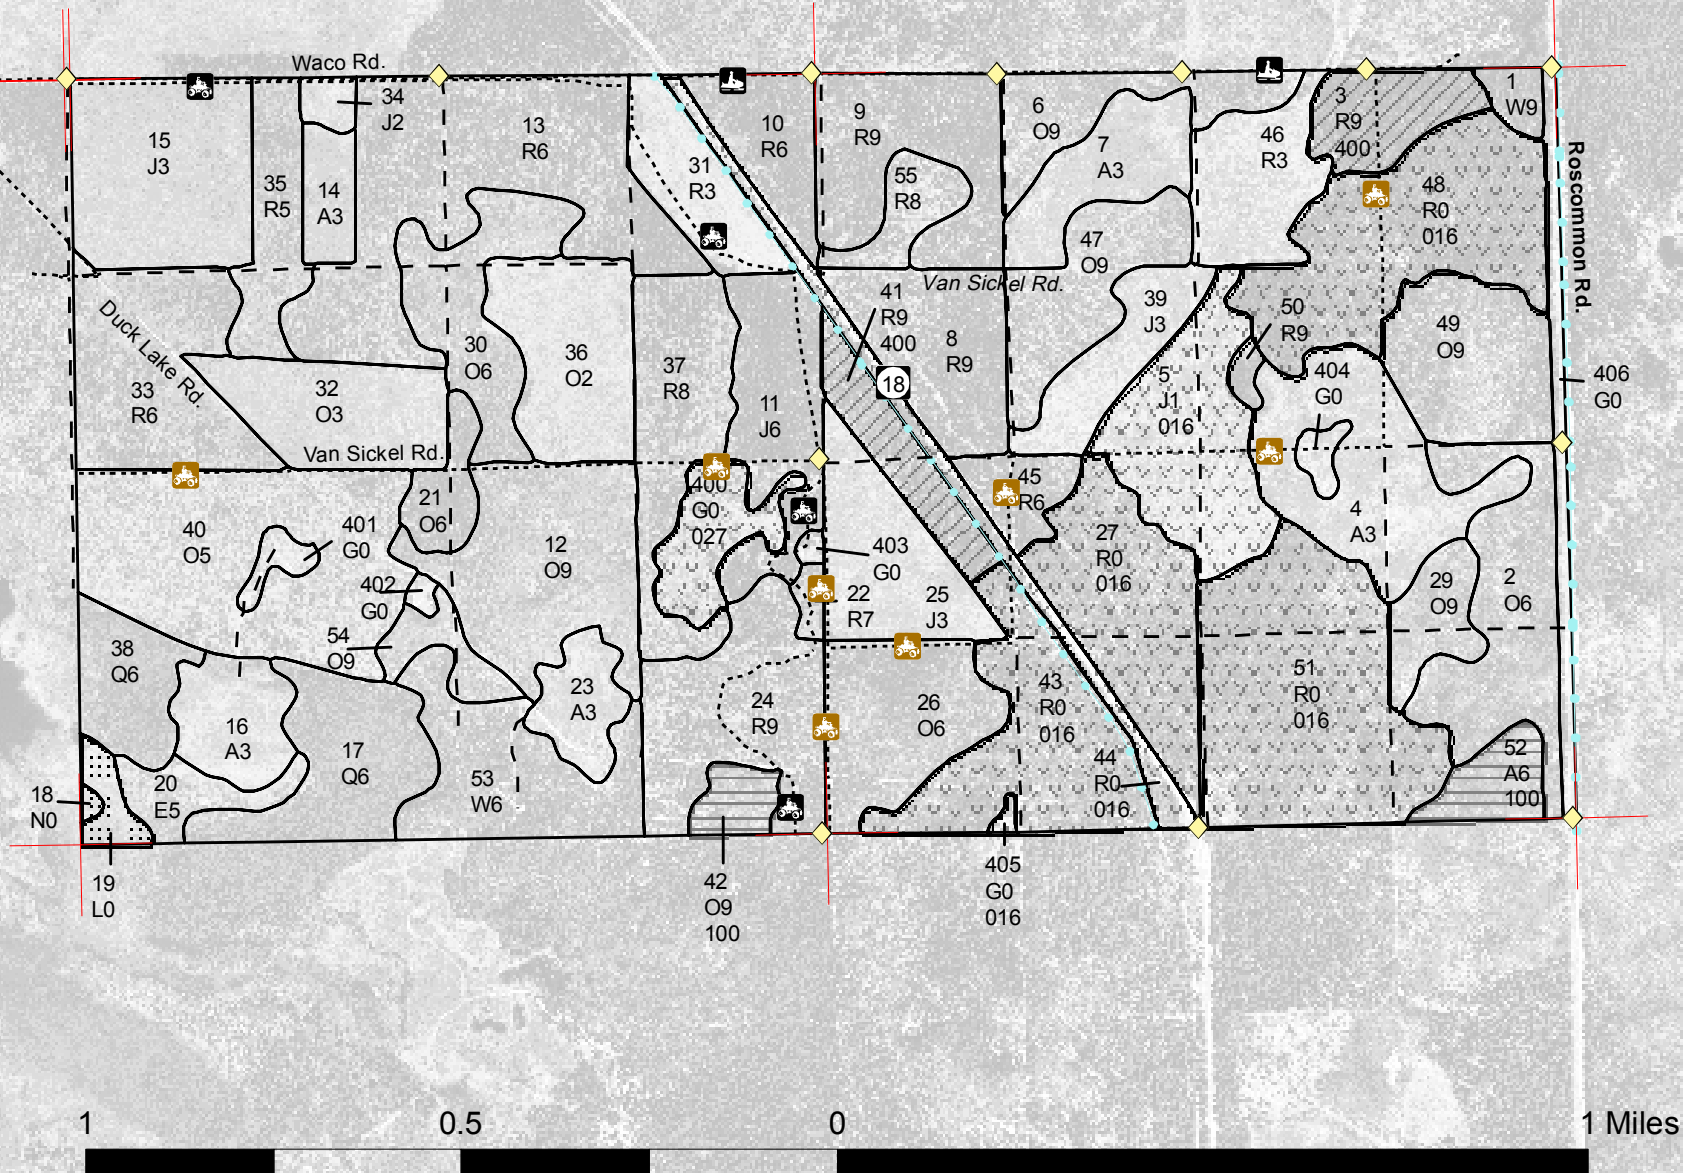 Waco Rd.
34
J2
15
J3
35
R5
14
A3
13
R6
31
R3
10
R6
9
R9
55
R8
6
O9
7
A3
47
O9
46
R3
3
R9
400
1
W9
48
R0
016
Roscommon Rd.
Van Sickel Rd.
Duck Lake Rd.
33
R6
32
O3
30
O6
36
O2
37
R8
11
J6
41
R9
400
18
8
R9
39
J3
50
R9
5
J1
016
404
G0
49
O9
406
G0
Van Sickel Rd.
40
O5
401
G0
21
O6
402
G0
12
O9
400
G0
027
403
G0
22
R7
25
J3
45
R6
27
R0
016
4
A3
29
O9
2
O6
38
Q6
54
O9
16
A3
17
Q6
20
E5
18
N0
19
L0
53
W6
23
A3
24
R9
26
O6
43
R0
016
44
R0
016
51
R0
016
52
A6
100
42
O9
100
405
G0
016
1
0.5
0
1 Miles